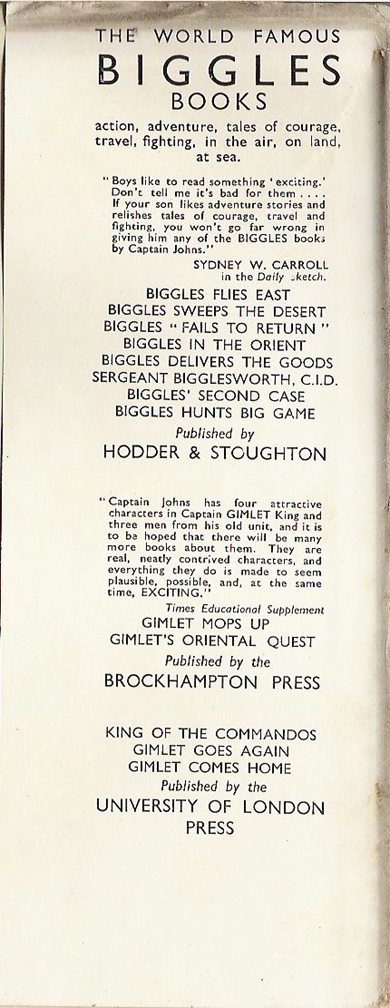 THE WORLD FAMOUS
BIGGLES
BOOKS
action, adventure, tales of courage,
travel, fighting, in the air, on land,
at sea.
“Boys like to read something ‘exciting.’
Don’t tell me it’s bad for them . . . .
If your son likes adventure stories and
relishes tales of courage, travel and
fighting, you won’t go far wrong in
giving him any of the BIGGLES books
by Captain Johns.”
SYDNEY W. CARROLL
in the Daily Sketch.
BIGGLES FLIES EAST
BIGGLES SWEEPS THE DESERT
BIGGLES “ FAILS TO RETURN ”
BIGGLES IN THE ORIENT
BIGGLES DELIVERS THE GOODS
SERGEANT BIGGLESWORTH, C.I.D.
BIGGLES’ SECOND CASE
BIGGLES HUNTS BIG GAME
Published by
HODDER & STOUGHTON
“Captain Johns has four attractive
characters in Captain GIMLET King and
three men from his old unit, and it is
to be hoped that there will be many
more books about them. They are
real, neatly contrived characters, and
everything they do is made to seem
plausible, possible, and, at the same
time, EXCITING.”
Times Educational Supplement
GIMLET MOPS UP
GIMLET’S ORIENTAL QUEST
Published by the
BROCKHAMPTON PRESS
KING OF THE COMMANDOS
GIMLET GOES AGAIN
GIMLET COMES HOME
Published by the
UNIVERSITY OF LONDON
PRESS